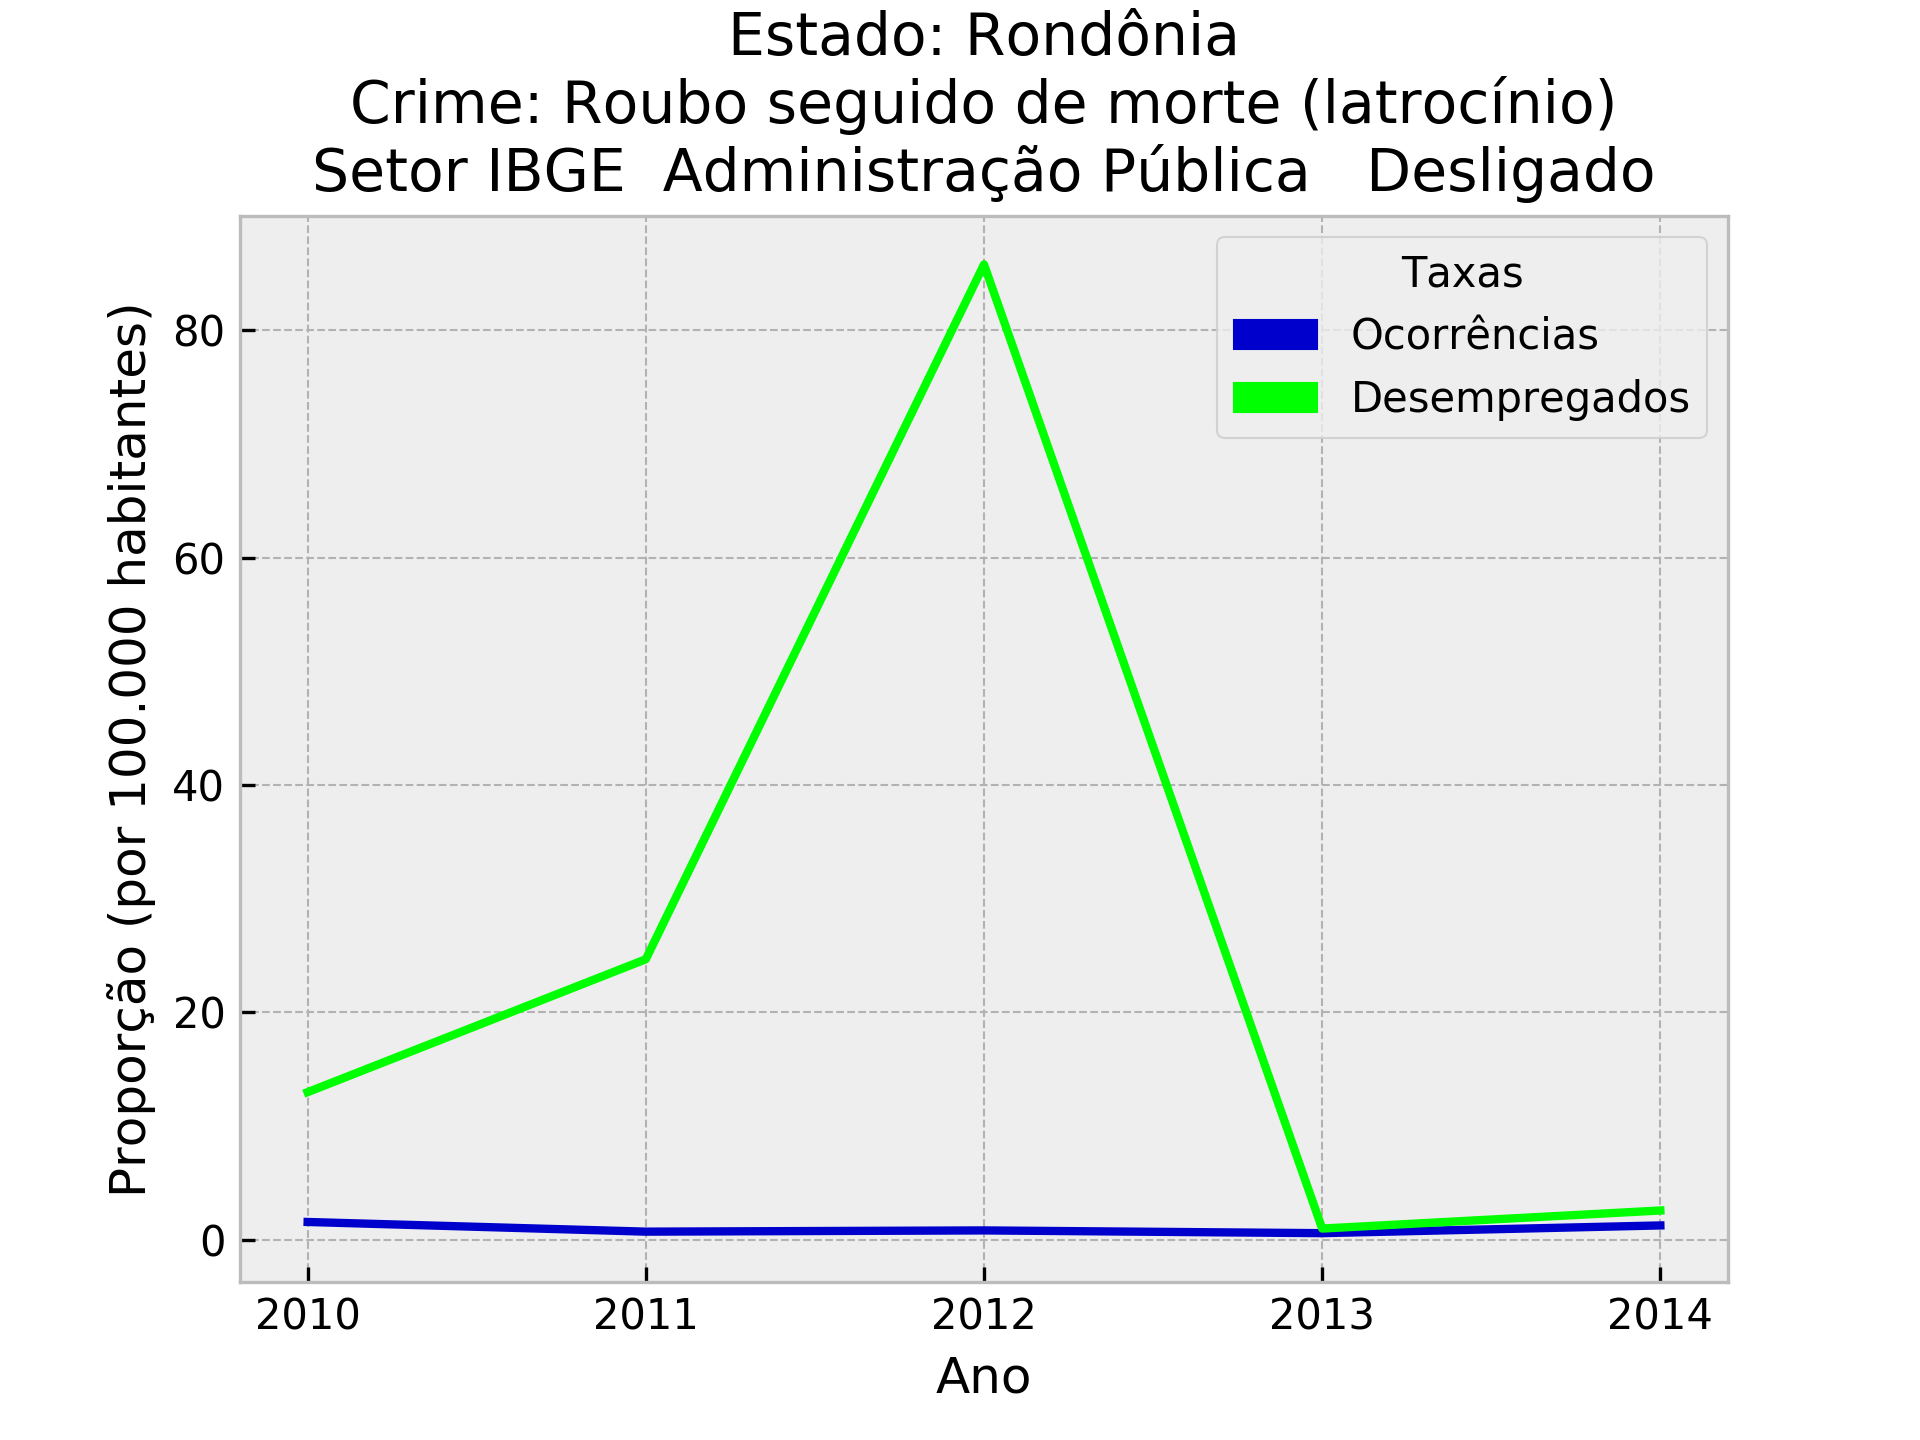 Estado: Rondônia
Crime: Roubo seguido de morte (latrocínio)
Setor IBGE  Administração Pública   Desligado
Taxas
Ocorrências
Desempregados
Proporção (por 100.000 habitantes)
80
60
40
20
0
2010 2011 2012 2013 2014
Ano